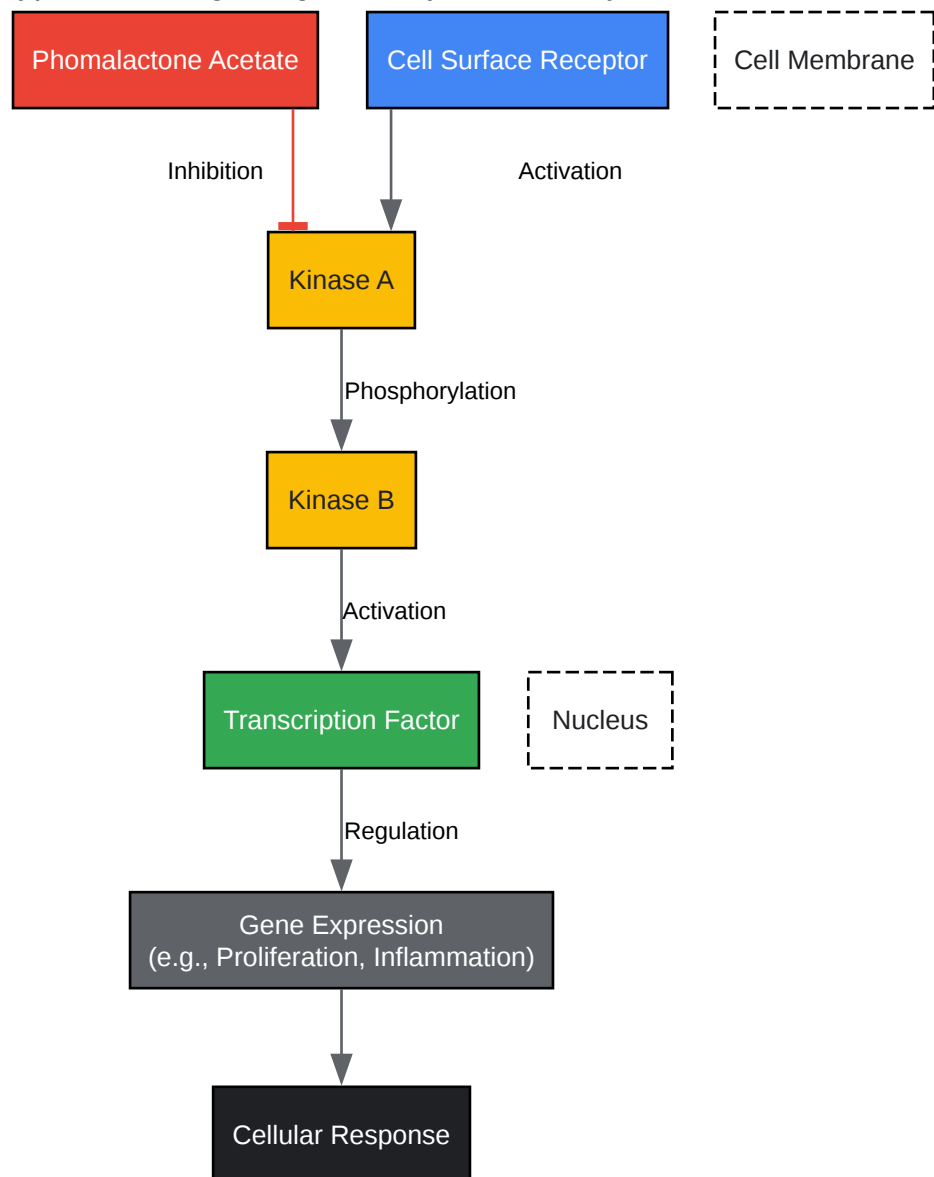 Phomalactone Acetate
Cell Surface Receptor
Cell Membrane
Inhibition
Activation
Kinase A
Phosphorylation
Kinase B
Activation
Transcription Factor
Nucleus
Regulation
Gene Expression
(e.g., Proliferation, Inflammation)
Cellular Response